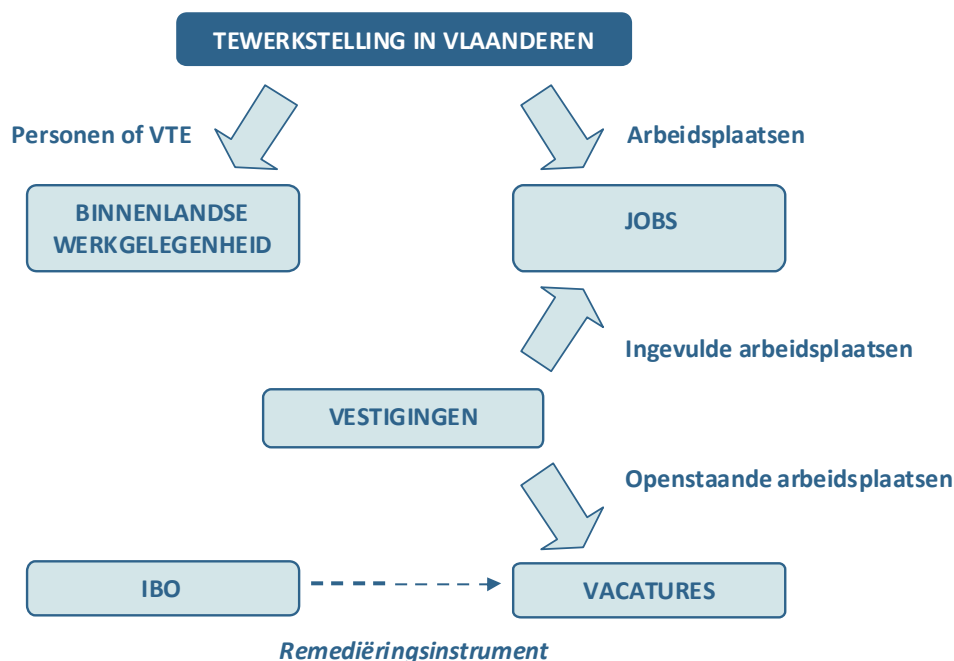 TEWERKSTELLING IN VLAANDEREN
Personen of VTE
Arbeidsplaatsen
BINNENLANDSE
WERKGELEGENHEID
JOBS
Ingevulde arbeidsplaatsen
VESTIGINGEN
Openstaande arbeidsplaatsen
IBO
VACATURES
Remediëringsinstrument